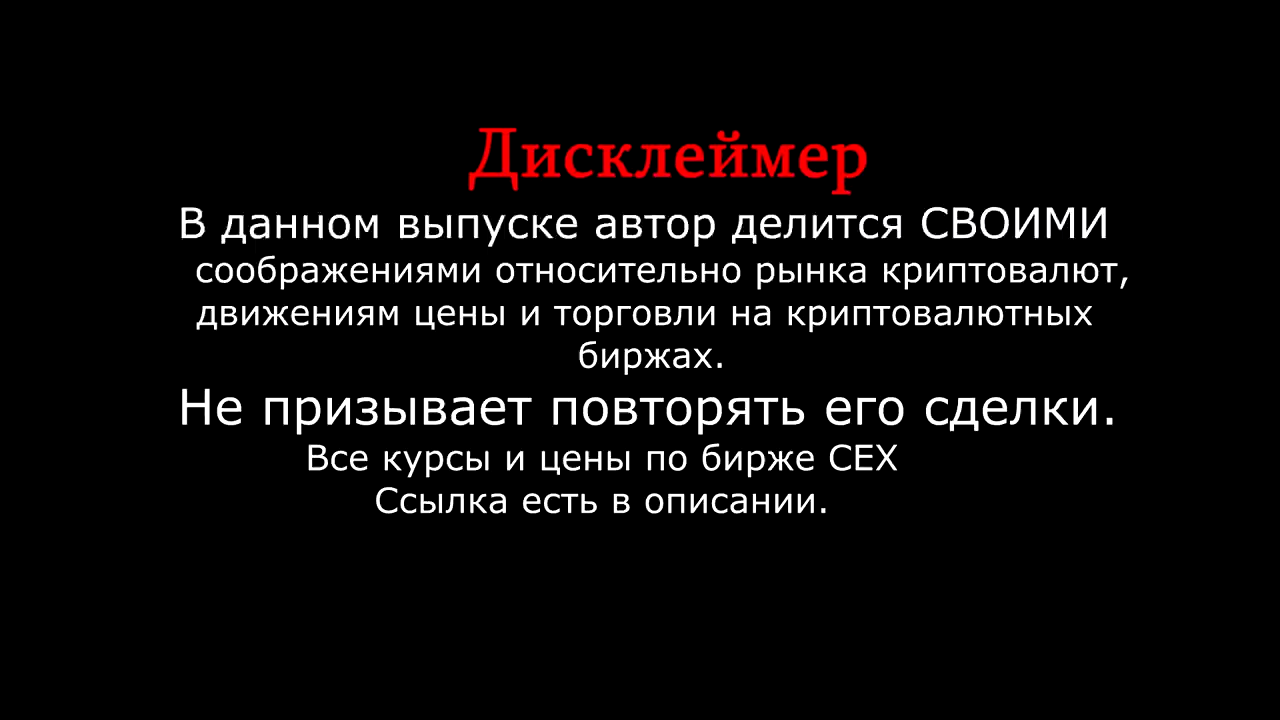 Дисклеймер
В данном выпуске автор делится СВОИМИ
соображениями относительно рынка криптовалют,
движениям цены и торговли на криптовалютных
биржах.
Не призывает повторять его сделки.
Все курсы и цены по бирже CEX
Ссылка есть в описании.